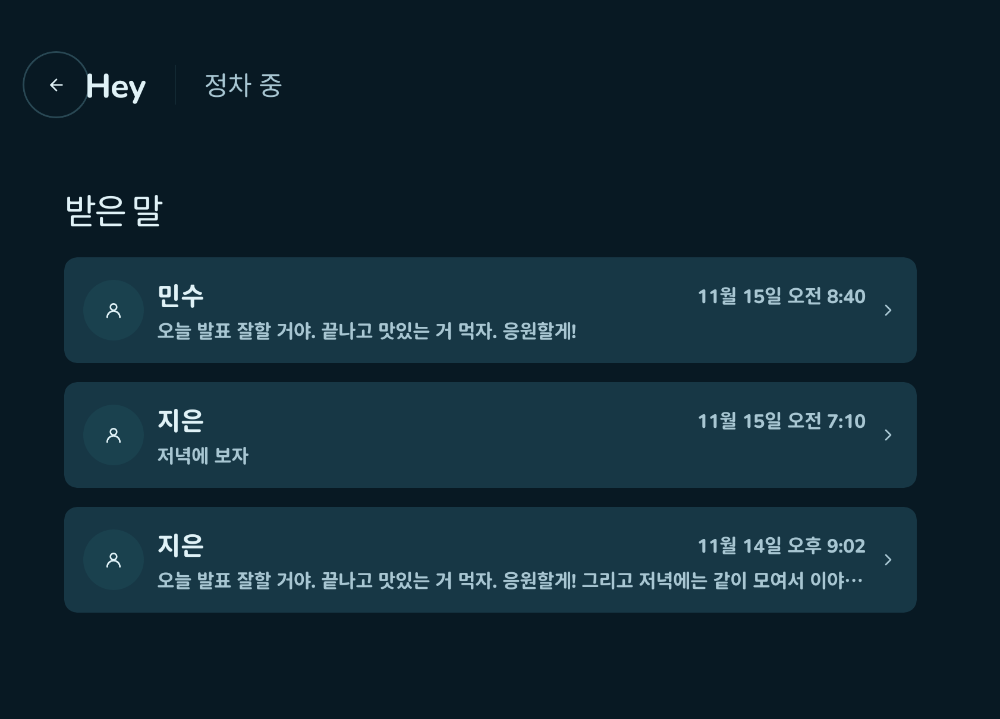 Hey
정차 중
받은 말
민수
11월 15일 오전 8:40
오늘 발표 잘할 거야. 끝나고 맛있는 거 먹자. 응원할게!
지은
11월 15일 오전 7:10
저녁에 보자
지은
11월 14일 오후 9:02
오늘 발표 잘할 거야. 끝나고 맛있는 거 먹자. 응원할게! 그리고 저녁에는 같이 모여서 이야…